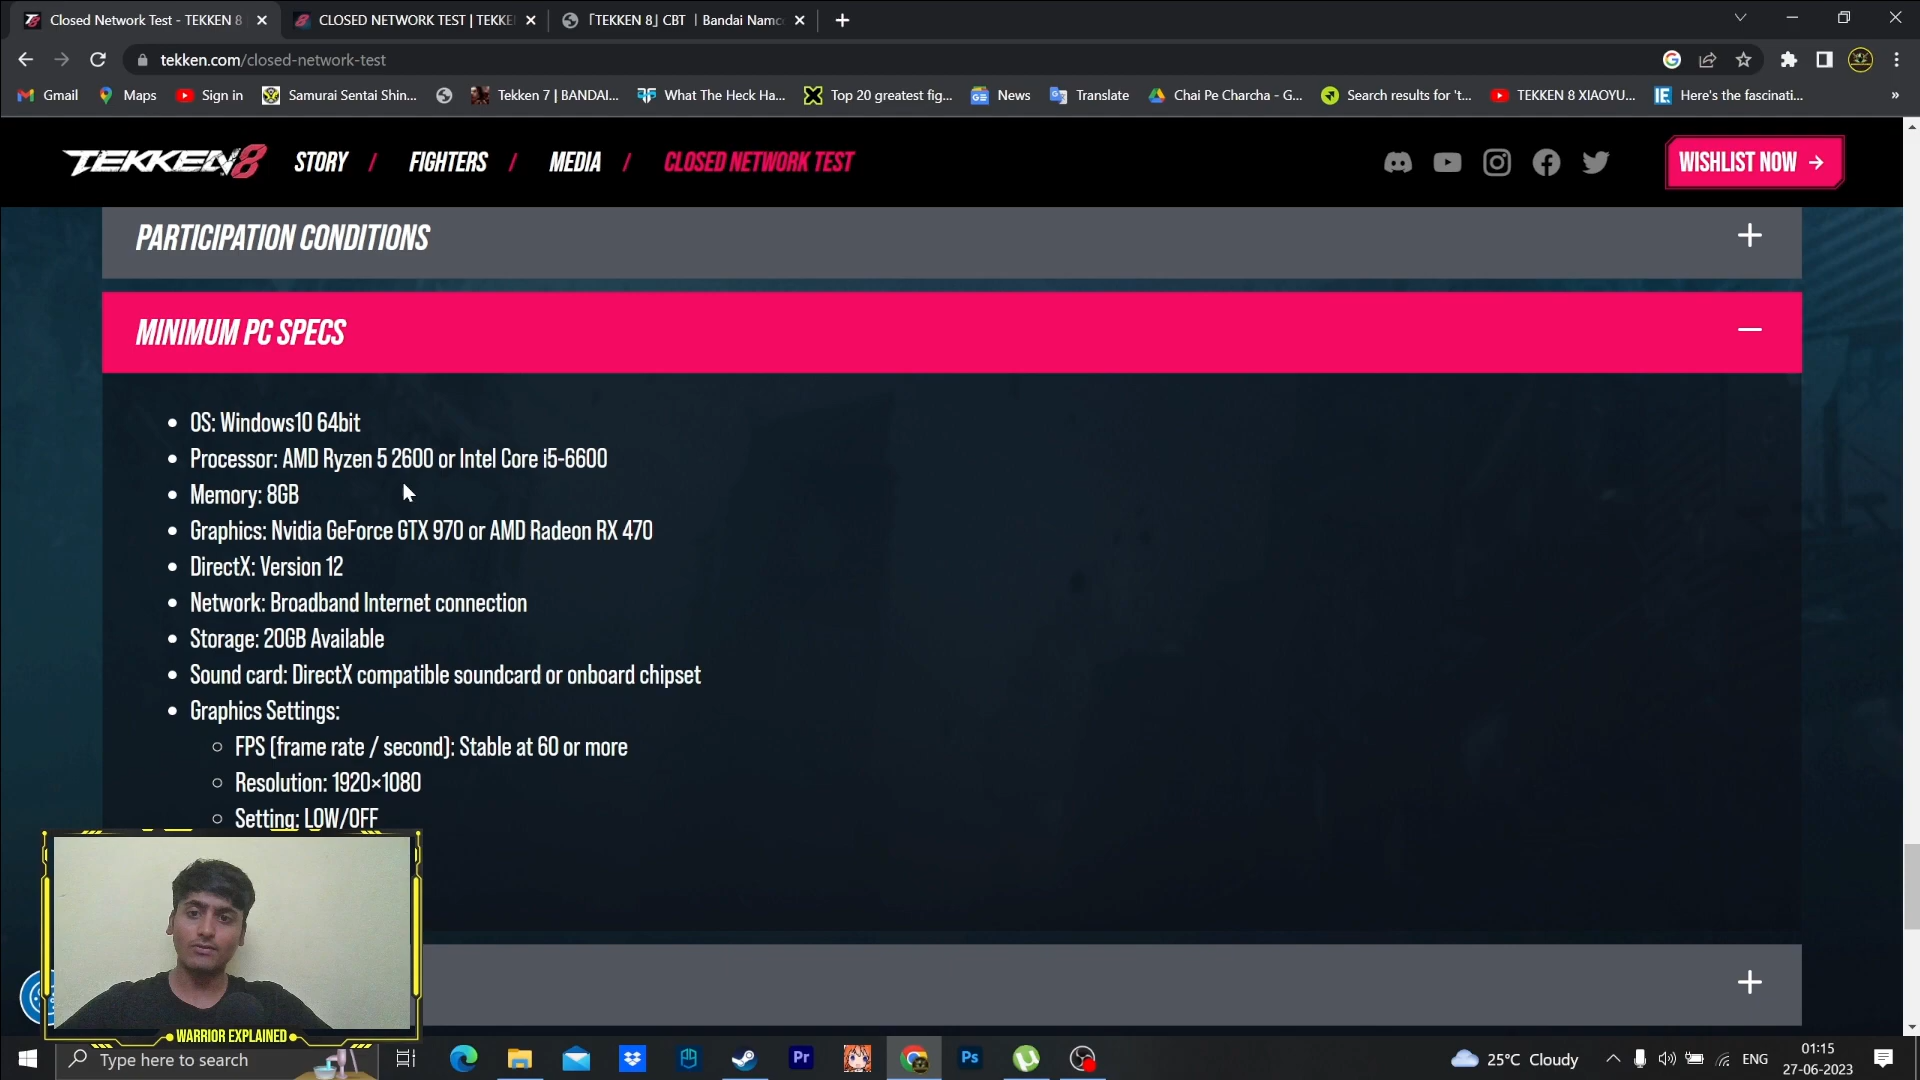 Closed Network Test - TEKKEN 8
CLOSED NETWORK TEST | TEKKE
「TEKKEN 8」 CBT | Bandai Namc
tekken.com/closed-network-test
Gmail
Maps
Sign in
Samurai Sentai Shin...
Tekken 7 | BANDAI...
What The Heck Ha...
Top 20 greatest fig...
News
Translate
Chai Pe Charcha - G...
Search results for 't...
TEKKEN 8 XIAOYU...
Here's the fascinati...
»
TEKKEN 8
STORY / FIGHTERS / MEDIA / CLOSED NETWORK TEST
WISHLIST NOW →
PARTICIPATION CONDITIONS
+
MINIMUM PC SPECS
−
• OS: Windows10 64bit
• Processor: AMD Ryzen 5 2600 or Intel Core i5-6600
• Memory: 8GB
• Graphics: Nvidia GeForce GTX 970 or AMD Radeon RX 470
• DirectX: Version 12
• Network: Broadband Internet connection
• Storage: 20GB Available
• Sound card: DirectX compatible soundcard or onboard chipset
• Graphics Settings:
○ FPS (frame rate / second): Stable at 60 or more
○ Resolution: 1920×1080
○ Setting: LOW/OFF
+
WARRIOR EXPLAINED
Type here to search
Pr
Ps
25°C Cloudy
ENG
01:15
27-06-2023